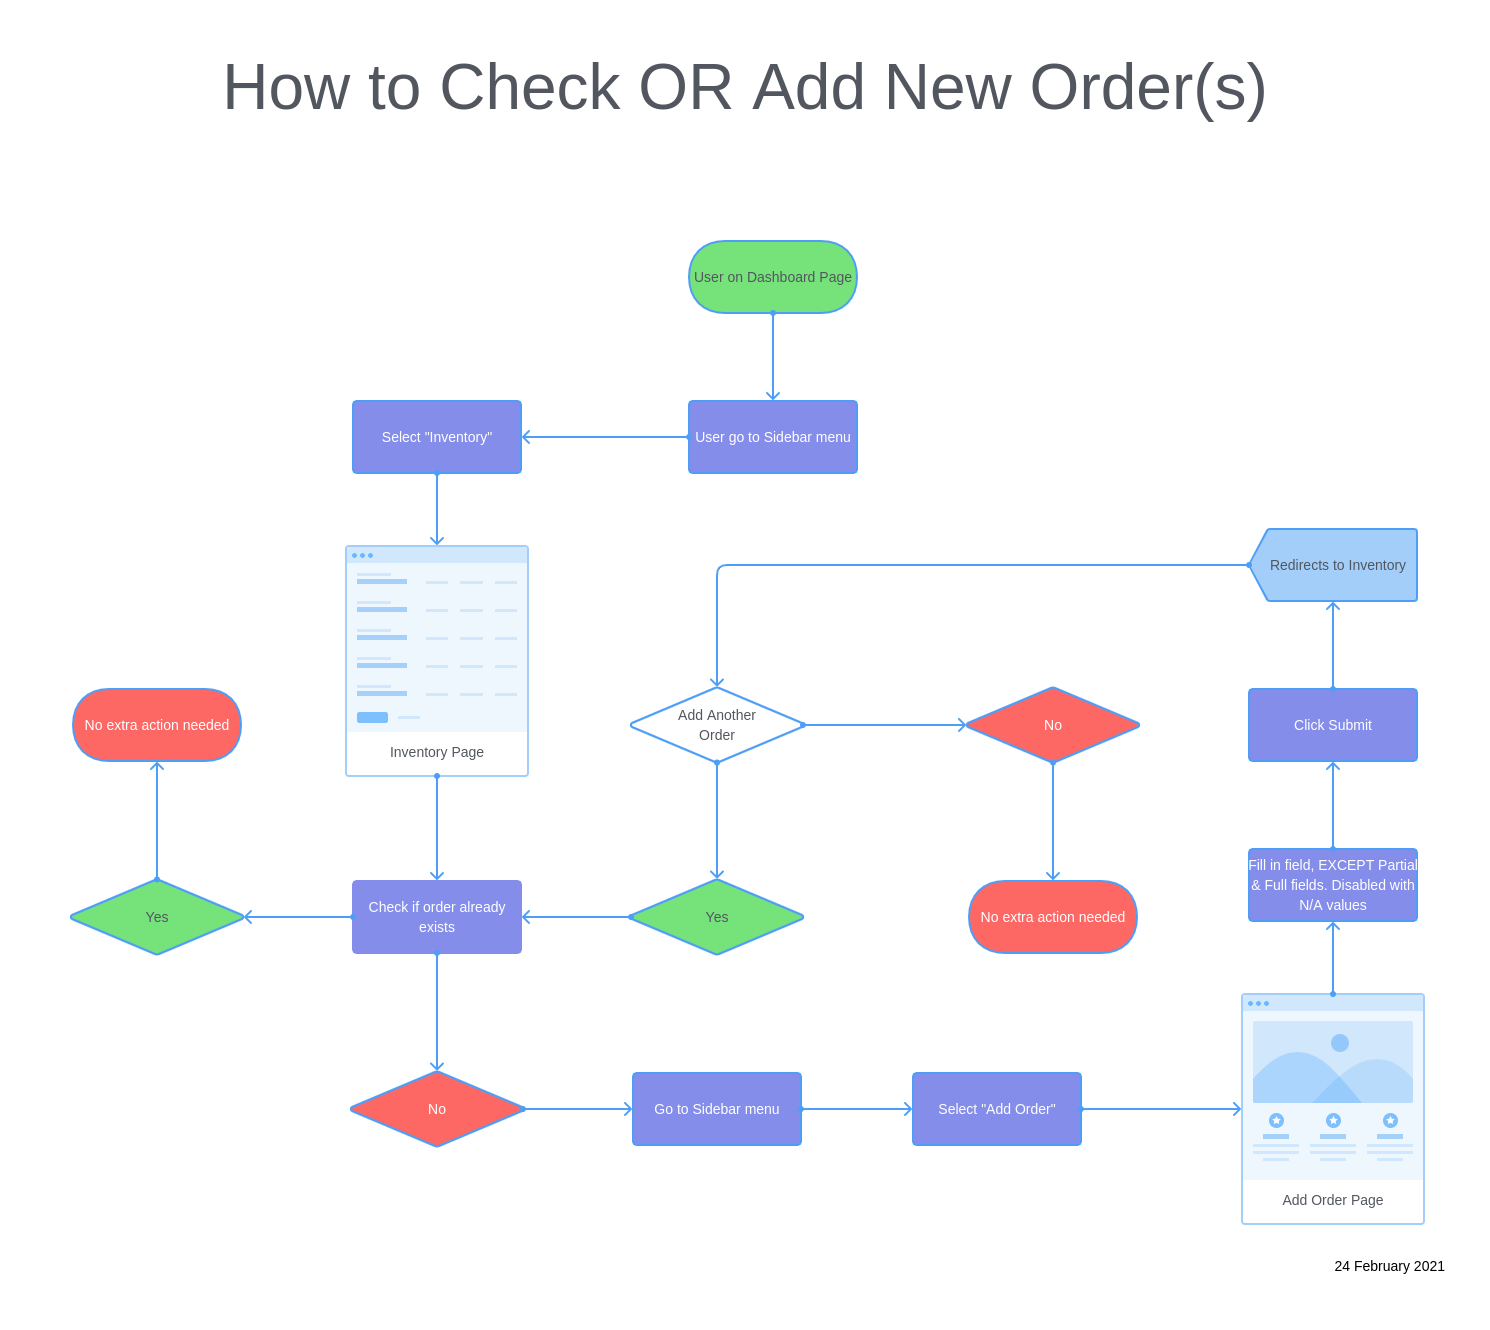 How to Check OR Add New Order(s)
User on Dashboard Page
Select "Inventory"
User go to Sidebar menu
Redirects to Inventory
No extra action needed
Inventory Page
Add Another
Order
No
Click Submit
Yes
Check if order already
exists
Yes
No extra action needed
Fill in field, EXCEPT Partial
& Full fields. Disabled with
N/A values
No
Go to Sidebar menu
Select "Add Order"
Add Order Page
24 February 2021